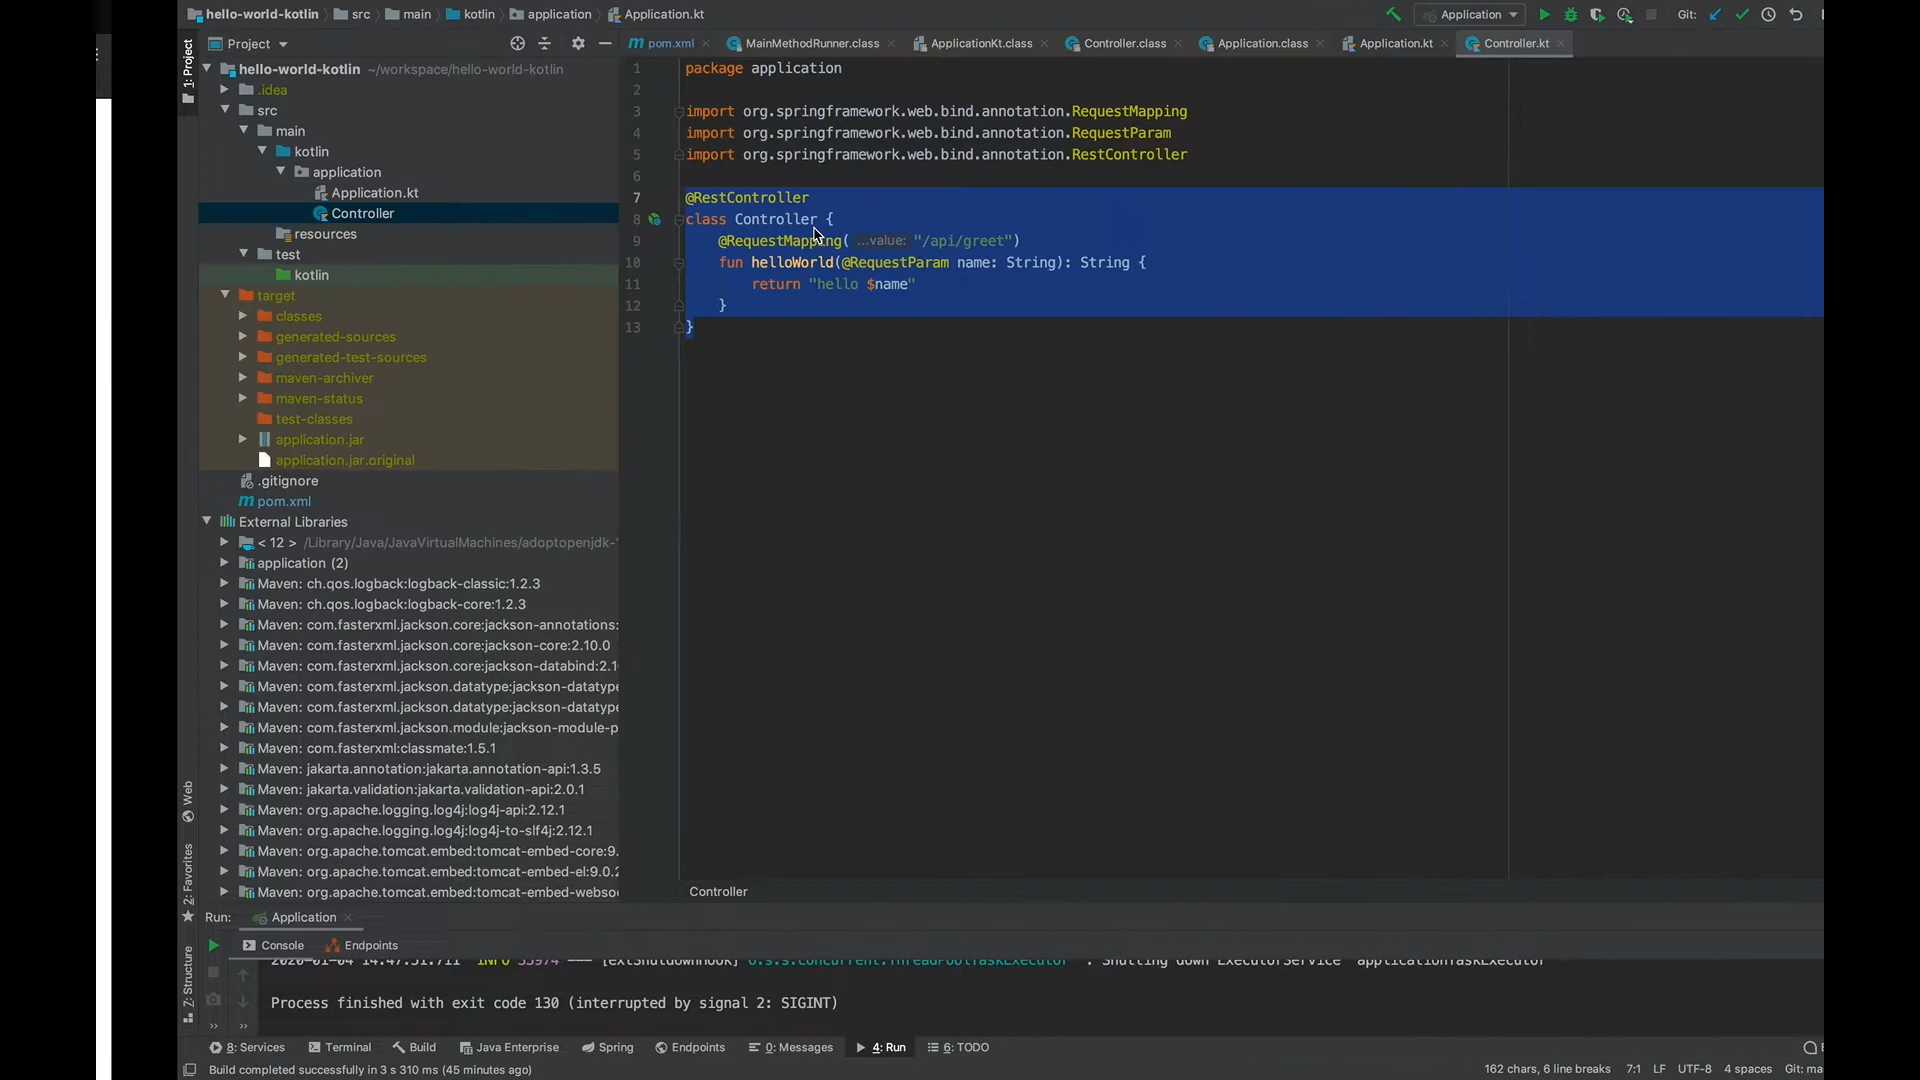 hello-world-kotlin src main kotlin application Application.kt
Application
Git:
1: Project
Project
pom.xml MainMethodRunner.class ApplicationKt.class Controller.class Application.class Application.kt Controller.kt
hello-world-kotlin ~/workspace/hello-world-kotlin
.idea
src
main
kotlin
application
Application.kt
Controller
resources
test
kotlin
target
classes
generated-sources
generated-test-sources
maven-archiver
maven-status
test-classes
application.jar
application.jar.original
.gitignore
pom.xml
External Libraries
< 12 > /Library/Java/JavaVirtualMachines/adoptopenjdk-
application (2)
Maven: ch.qos.logback:logback-classic:1.2.3
Maven: ch.qos.logback:logback-core:1.2.3
Maven: com.fasterxml.jackson.core:jackson-annotations:
Maven: com.fasterxml.jackson.core:jackson-core:2.10.0
Maven: com.fasterxml.jackson.core:jackson-databind:2.1
Maven: com.fasterxml.jackson.datatype:jackson-datatype
Maven: com.fasterxml.jackson.datatype:jackson-datatype
Maven: com.fasterxml.jackson.module:jackson-module-p
Maven: com.fasterxml:classmate:1.5.1
Maven: jakarta.annotation:jakarta.annotation-api:1.3.5
Maven: jakarta.validation:jakarta.validation-api:2.0.1
Maven: org.apache.logging.log4j:log4j-api:2.12.1
Maven: org.apache.logging.log4j:log4j-to-slf4j:2.12.1
Maven: org.apache.tomcat.embed:tomcat-embed-core:9.
Maven: org.apache.tomcat.embed:tomcat-embed-el:9.0.2
Maven: org.apache.tomcat.embed:tomcat-embed-webso
1 package application
2
3 import org.springframework.web.bind.annotation.RequestMapping
4 import org.springframework.web.bind.annotation.RequestParam
5 import org.springframework.web.bind.annotation.RestController
6
7 @RestController
8 class Controller {
9 @RequestMapping( ...value: "/api/greet")
10 fun helloWorld(@RequestParam name: String): String {
11 return "hello $name"
12 }
13 }
Controller
Web
2: Favorites
Z: Structure
Run: Application
Console Endpoints
2020-01-04 14:47:51.711 INFO 35974 --- [extShutdownHook] o.s.s.concurrent.ThreadPoolTaskExecutor : Shutting down ExecutorService 'applicationTaskExecutor'
Process finished with exit code 130 (interrupted by signal 2: SIGINT)
8: Services Terminal Build Java Enterprise Spring Endpoints 0: Messages 4: Run 6: TODO
Build completed successfully in 3 s 310 ms (45 minutes ago)
162 chars, 6 line breaks 7:1 LF UTF-8 4 spaces Git: ma